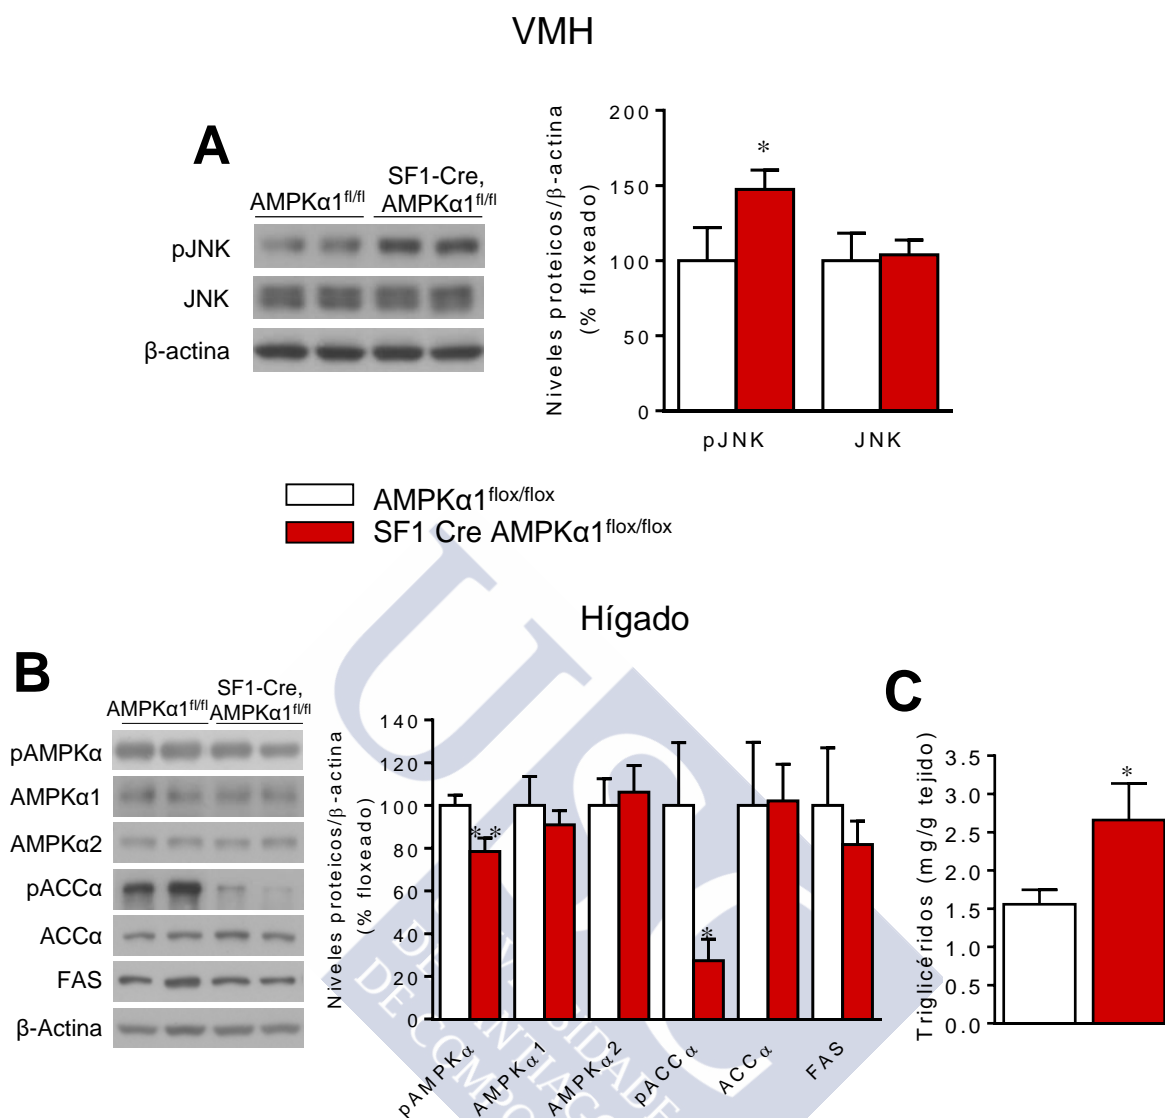 VMH
A
AMPKα1fl/fl
SF1-Cre,
AMPKα1fl/fl
pJNK
JNK
β-actina
Niveles proteicos/β-actina
(% floxeado)
200
150
100
50
0
*
pJNK
JNK
AMPKα1flox/flox
SF1 Cre AMPKα1flox/flox
Hígado
B
AMPKα1fl/fl
SF1-Cre,
AMPKα1fl/fl
pAMPKα
AMPKα1
AMPKα2
pACCα
ACCα
FAS
β-Actina
Niveles proteicos/β-actina
(% floxeado)
140
120
100
80
60
40
20
0
**
*
pAMPKα
AMPKα1
AMPKα2
pACCα
ACCα
FAS
C
Triglicéridos (mg/g tejido)
3.5
3.0
2.5
2.0
1.5
1.0
0.5
0.0
*
USC